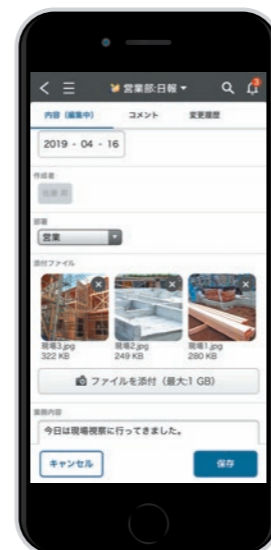 営業部:日報
3
内容（編集中） コメント 変更履歴
2019 - 04 - 16
作成者
部署
営業
添付ファイル
現場3.jpg 現場2.jpg 現場1.jpg
322 KB 249 KB 280 KB
ファイルを添付（最大:1 GB）
業務内容
今日は現場視察に行ってきました。
キャンセル 保存